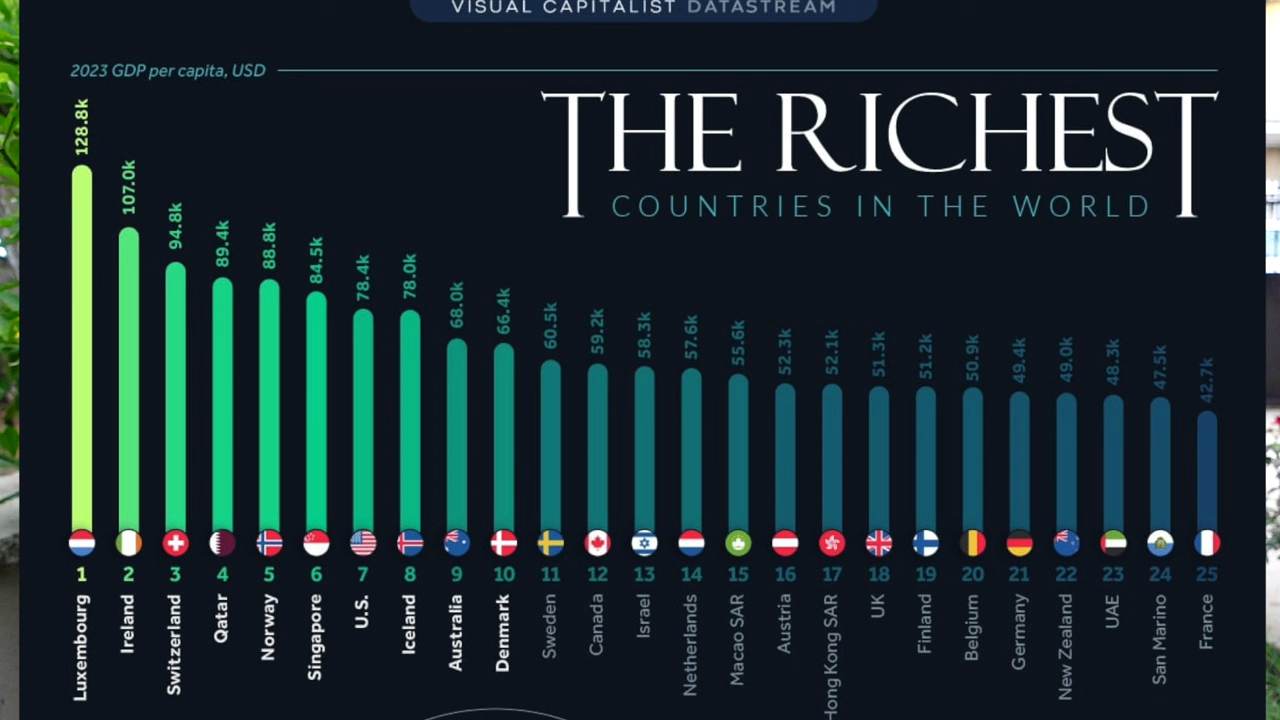 VISUAL CAPITALIST DATASTREAM
2023 GDP per capita, USD
THE RICHEST
COUNTRIES IN THE WORLD
128.8k
107.0k
94.8k
89.4k
88.8k
84.5k
78.4k
78.0k
68.0k
66.4k
60.5k
59.2k
58.3k
57.6k
55.6k
52.3k
52.1k
51.3k
51.2k
50.9k
49.4k
49.0k
48.3k
47.5k
42.7k
1 2 3 4 5 6 7 8 9 10 11 12 13 14 15 16 17 18 19 20 21 22 23 24 25
Luxembourg
Ireland
Switzerland
Qatar
Norway
Singapore
U.S.
Iceland
Australia
Denmark
Sweden
Canada
Israel
Netherlands
Macao SAR
Austria
Hong Kong SAR
UK
Finland
Belgium
Germany
New Zealand
UAE
San Marino
France